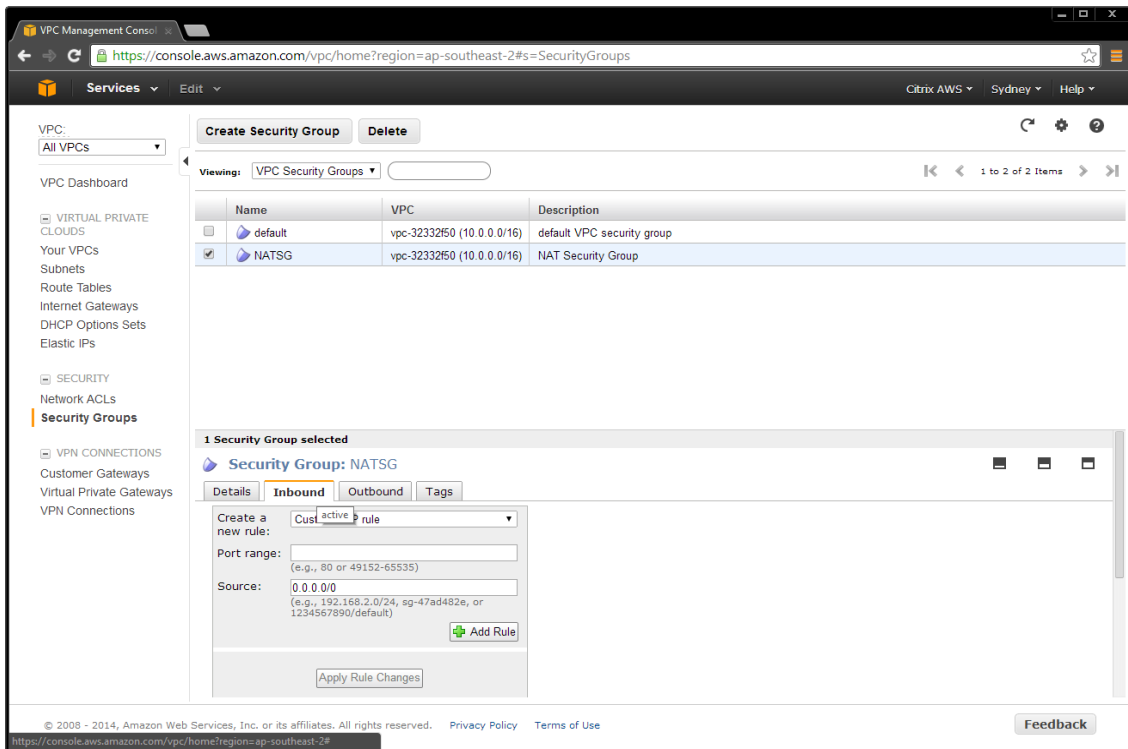 VPC Management Consol
https://console.aws.amazon.com/vpc/home?region=ap-southeast-2#s=SecurityGroups
Services Edit Citrix AWS Sydney Help
VPC:
All VPCs
VPC Dashboard
VIRTUAL PRIVATE
CLOUDS
Your VPCs
Subnets
Route Tables
Internet Gateways
DHCP Options Sets
Elastic IPs
SECURITY
Network ACLs
Security Groups
VPN CONNECTIONS
Customer Gateways
Virtual Private Gateways
VPN Connections
Create Security Group Delete
Viewing: VPC Security Groups 1 to 2 of 2 Items
Name VPC Description
default vpc-32332f50 (10.0.0.0/16) default VPC security group
NATSG vpc-32332f50 (10.0.0.0/16) NAT Security Group
1 Security Group selected
Security Group: NATSG
Details Inbound Outbound Tags
active
Create a
new rule: Cust P rule
Port range:
(e.g., 80 or 49152-65535)
Source: 0.0.0.0/0
(e.g., 192.168.2.0/24, sg-47ad482e, or
1234567890/default)
Add Rule
Apply Rule Changes
© 2008 - 2014, Amazon Web Services, Inc. or its affiliates. All rights reserved. Privacy Policy Terms of Use Feedback
https://console.aws.amazon.com/vpc/home?region=ap-southeast-2#